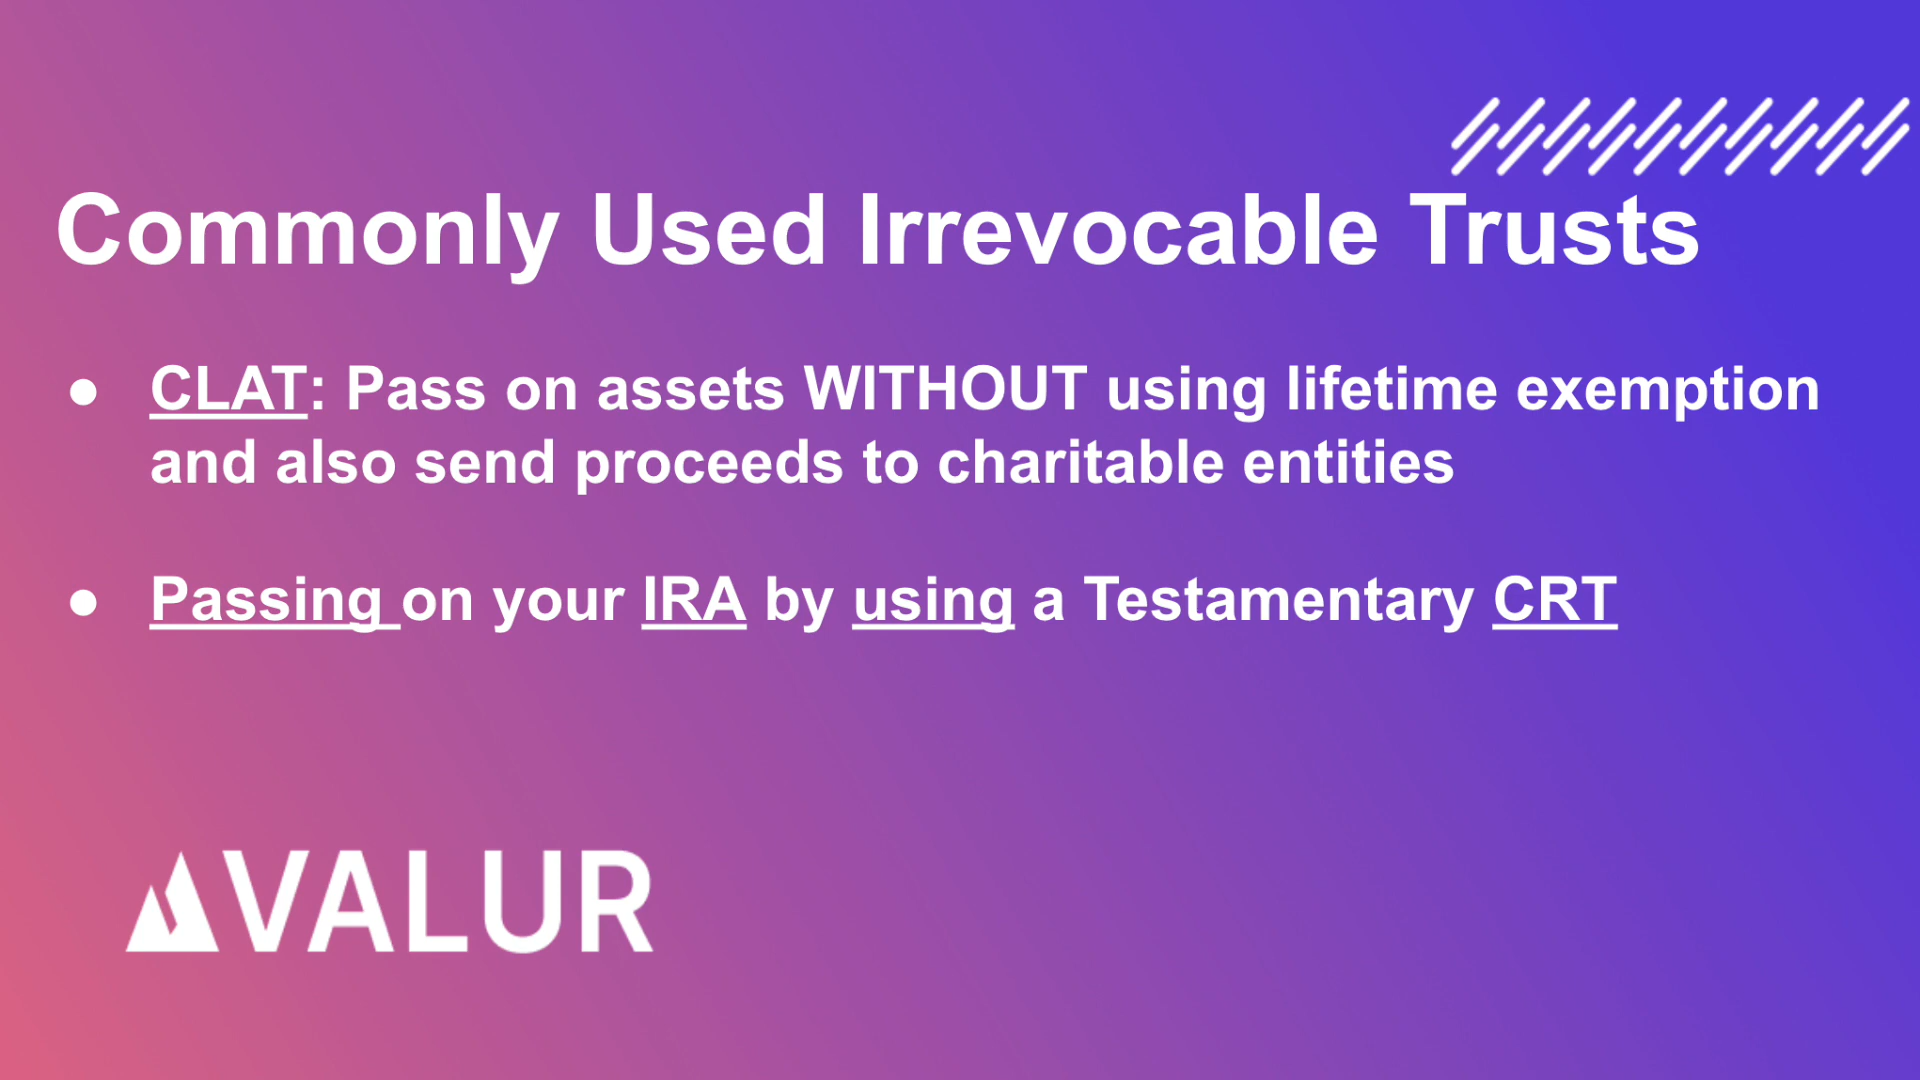 Commonly Used Irrevocable Trusts
● CLAT: Pass on assets WITHOUT using lifetime exemption
and also send proceeds to charitable entities
● Passing on your IRA by using a Testamentary CRT
VALUR